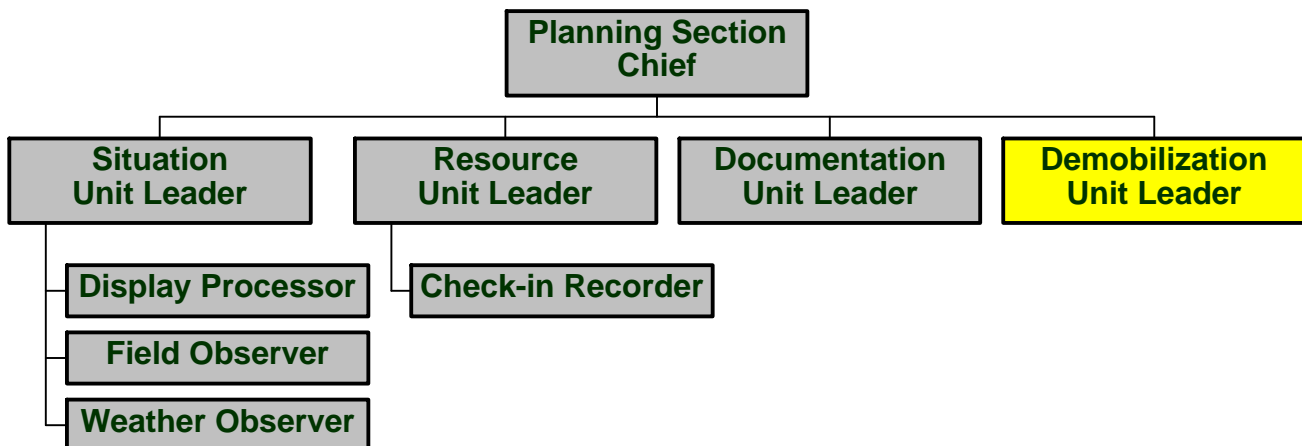 Planning Section
Chief
Situation
Unit Leader
Resource
Unit Leader
Documentation
Unit Leader
Demobilization
Unit Leader
Display Processor
Check-in Recorder
Field Observer
Weather Observer